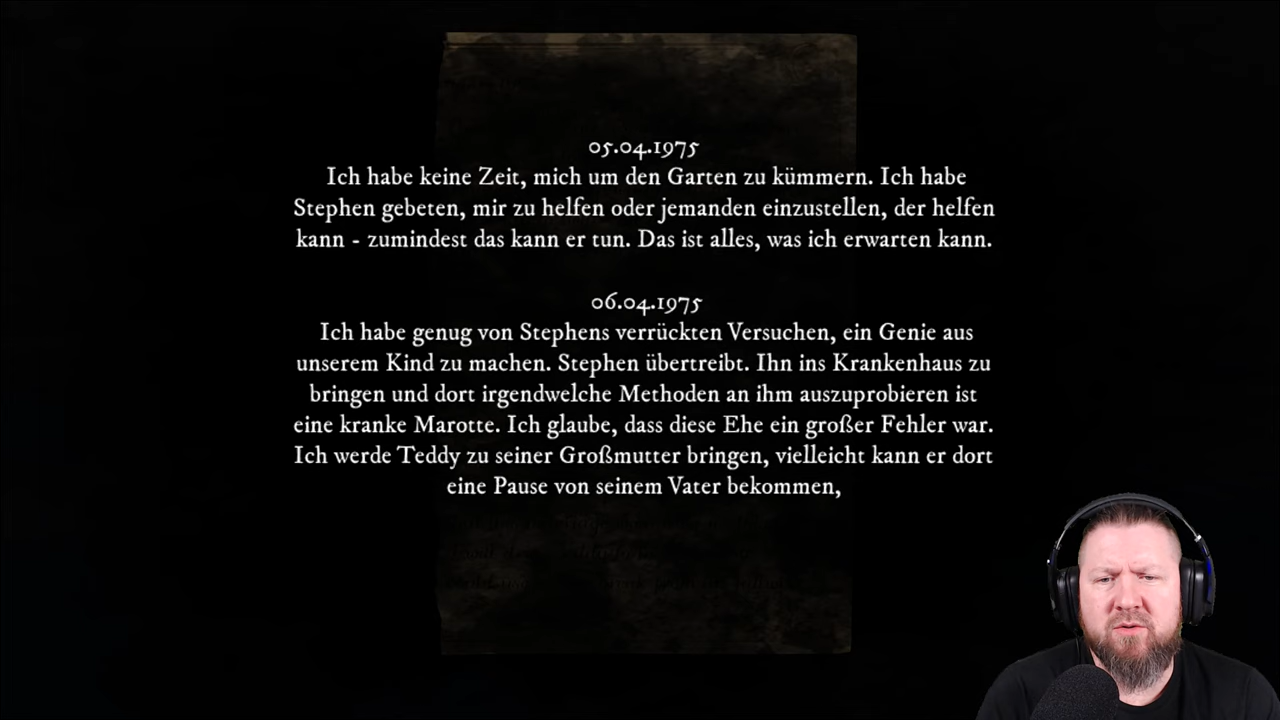 05.04.1975
Ich habe keine Zeit, mich um den Garten zu kümmern. Ich habe
Stephen gebeten, mir zu helfen oder jemanden einzustellen, der helfen
kann - zumindest das kann er tun. Das ist alles, was ich erwarten kann.
06.04.1975
Ich habe genug von Stephens verrückten Versuchen, ein Genie aus
unserem Kind zu machen. Stephen übertreibt. Ihn ins Krankenhaus zu
bringen und dort irgendwelche Methoden an ihm auszuprobieren ist
eine kranke Marotte. Ich glaube, dass diese Ehe ein großer Fehler war.
Ich werde Teddy zu seiner Großmutter bringen, vielleicht kann er dort
eine Pause von seinem Vater bekommen,